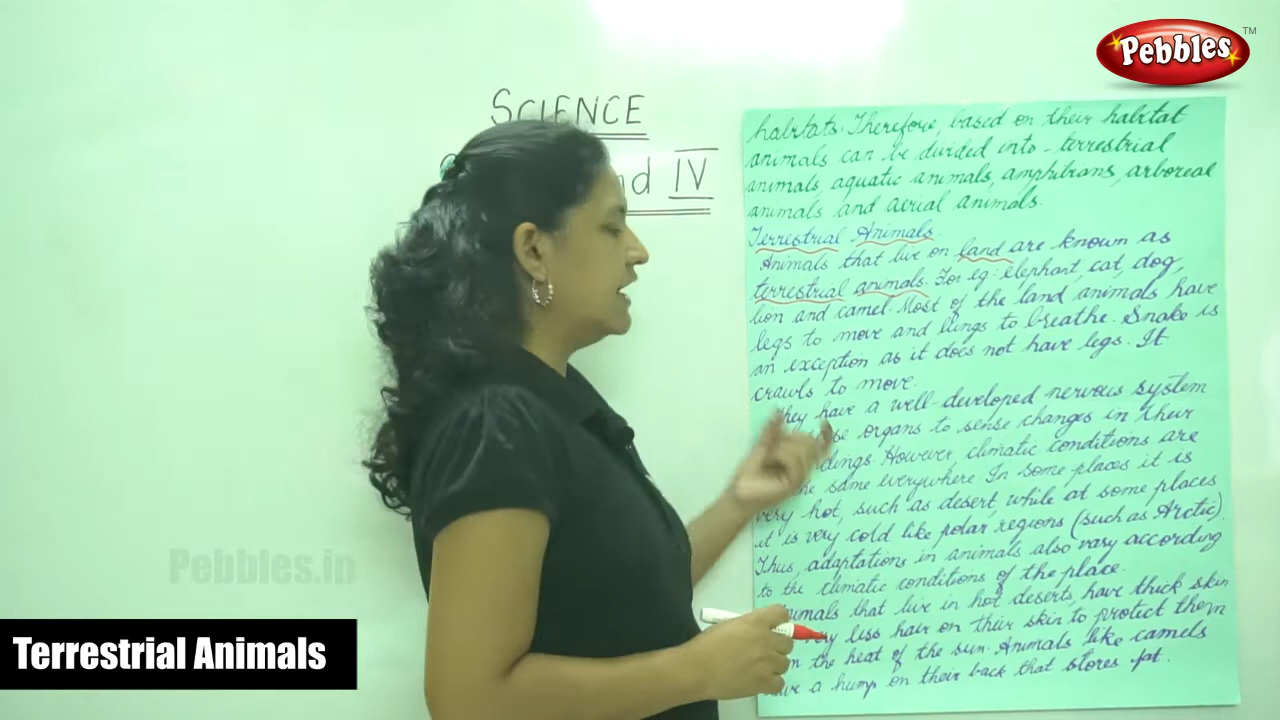 Pebbles TM
SCIENCE
and IV
habitats. Therefore, based on their habitat
animals can be divided into - terrestrial
animals, aquatic animals, amphibians, arboreal
animals and aerial animals.
Terrestrial Animals.
Animals that live on land are known as
terrestrial animals. For eg: elephant, cat, dog,
lion and camel. Most of the land animals have
legs to move and lungs to breathe. Snake is
an exception as it does not have legs. It
crawls to move.
They have a well-developed nervous system
organs to sense changes in their
However climatic conditions are
same everywhere. In some places it is
very hot, such as desert, while at some places
it is very cold like polar regions (such as Arctic).
Thus, adaptations in animals also vary according
to the climatic conditions of the place.
that live in hot deserts, have thick skin
very less hair on their skin to protect them
the heat of the sun. Animals like camels
have a hump on their back that stores fat.
Pebbles.in
Terrestrial Animals